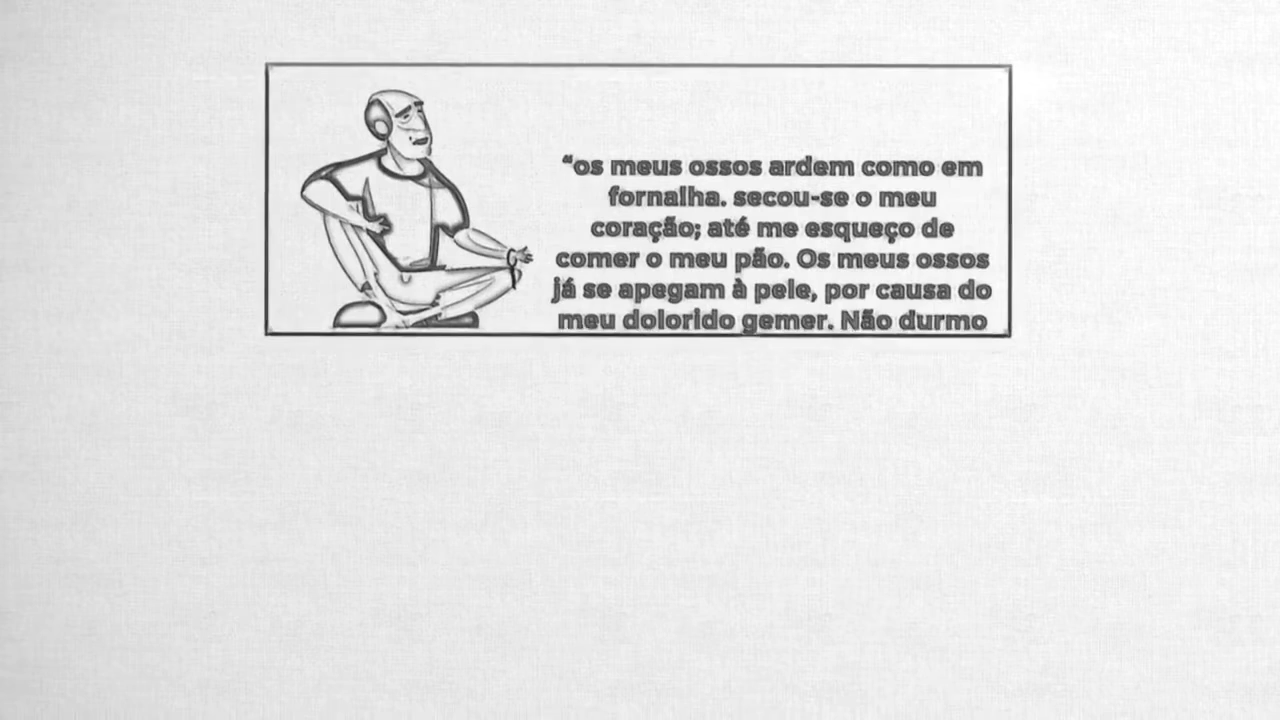 “os meus ossos ardem como em
fornalha. secou-se o meu
coração; até me esqueço de
comer o meu pão. Os meus ossos
já se apegam à pele, por causa do
meu dolorido gemer. Não durmo